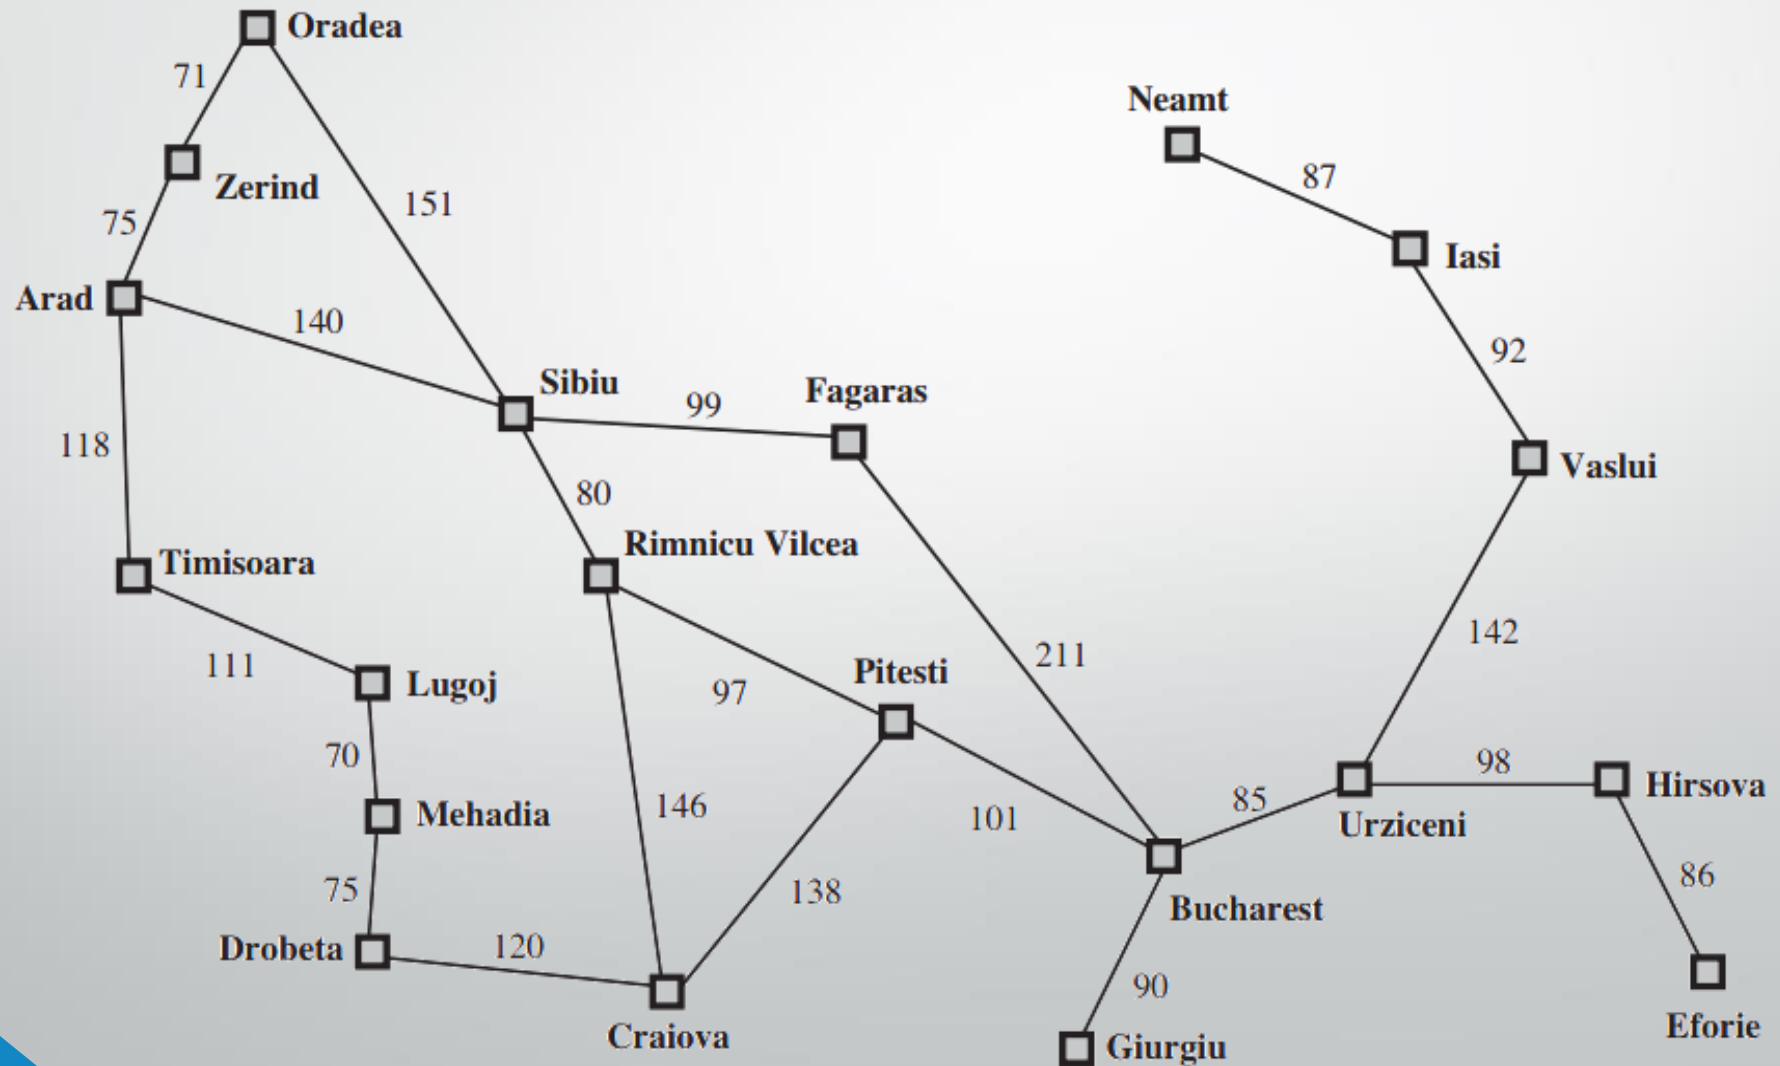 Oradea
71
Neamt
87
Zerind
151
75
Iasi
Arad
140
92
Sibiu
99
Fagaras
118
Vaslui
80
Rimnicu Vilcea
Timisoara
142
211
111
Lugoj
97
Pitesti
70
98
Hirsova
85
146
101
Mehadia
Urziceni
86
75
138
Bucharest
Drobeta
120
90
Eforie
Craiova
Giurgiu